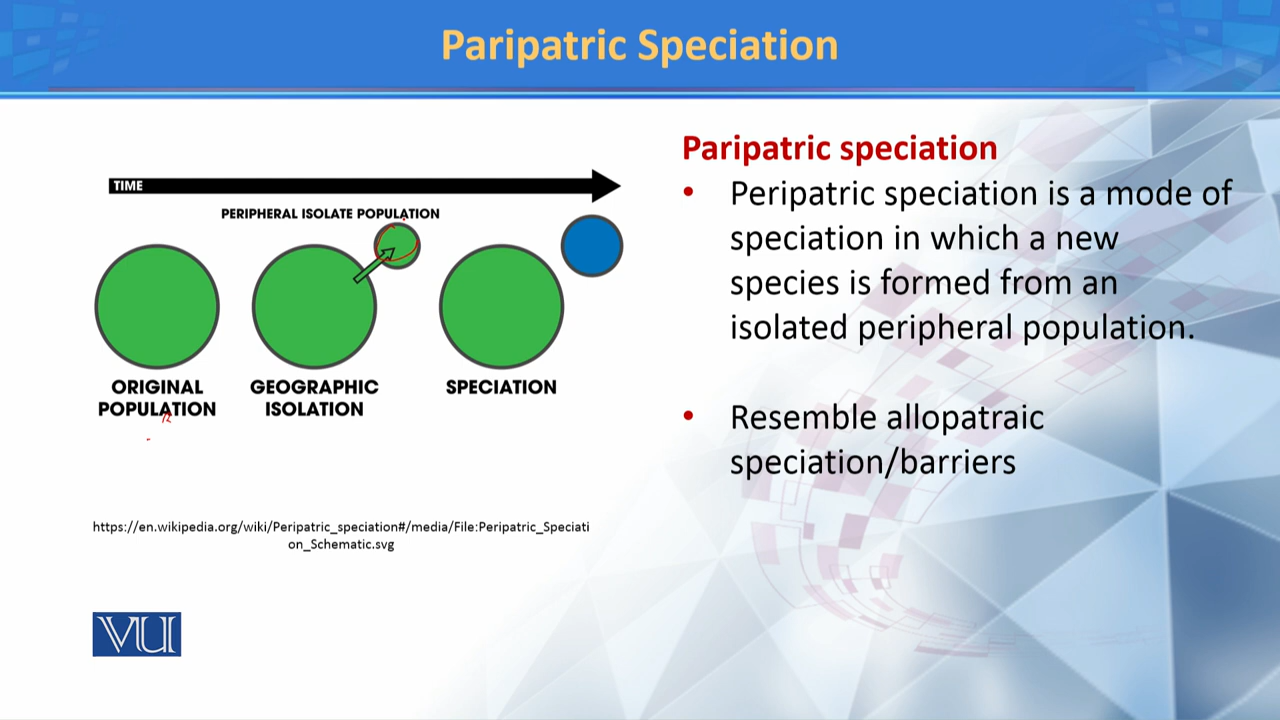 Paripatric Speciation
TIME
PERIPHERAL ISOLATE POPULATION
ORIGINAL
POPULATION
GEOGRAPHIC
ISOLATION
SPECIATION
https://en.wikipedia.org/wiki/Peripatric_speciation#/media/File:Peripatric_Speciati
on_Schematic.svg
VU
Paripatric speciation
• Peripatric speciation is a mode of
speciation in which a new
species is formed from an
isolated peripheral population.
• Resemble allopatraic
speciation/barriers